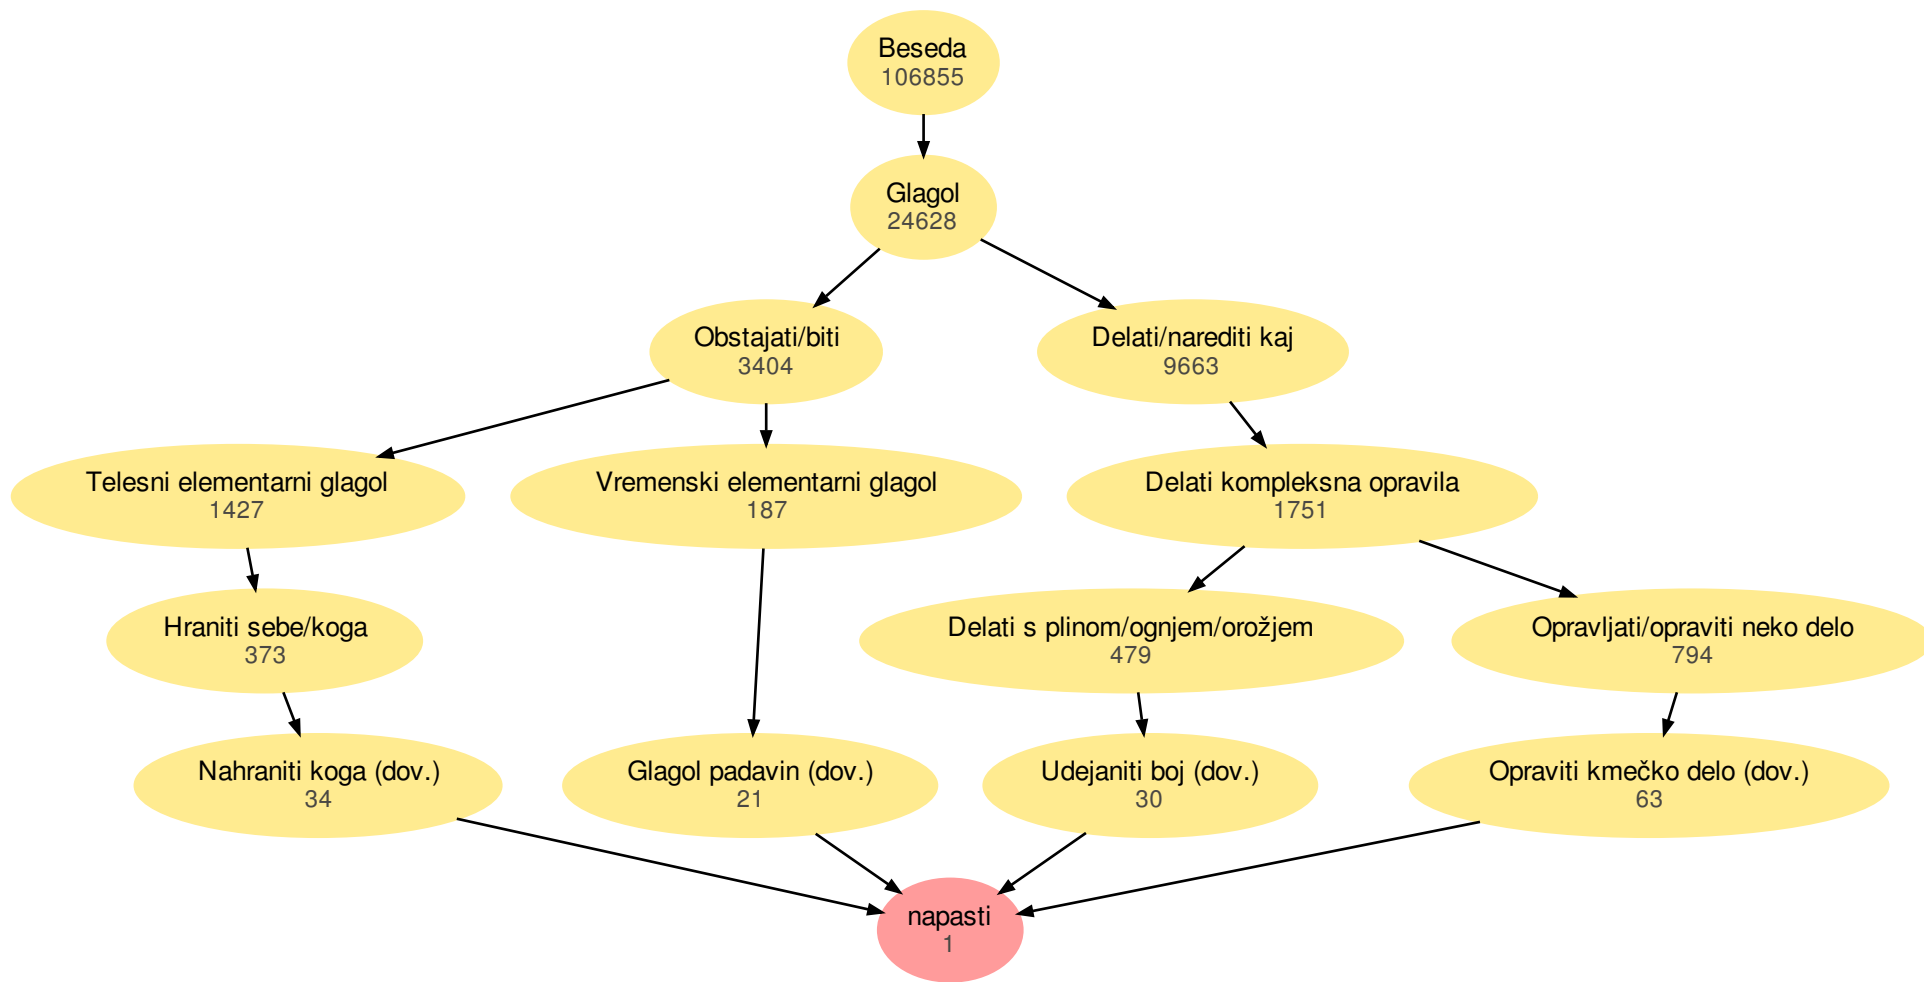 Beseda
106855
Glagol
24628
Obstajati/biti
3404
Delati/narediti kaj
9663
Telesni elementarni glagol
1427
Vremenski elementarni glagol
187
Delati kompleksna opravila
1751
Hraniti sebe/koga
373
Delati s plinom/ognjem/orožjem
479
Opravljati/opraviti neko delo
794
Nahraniti koga (dov.)
34
Glagol padavin (dov.)
21
Udejaniti boj (dov.)
30
Opraviti kmečko delo (dov.)
63
napasti
1